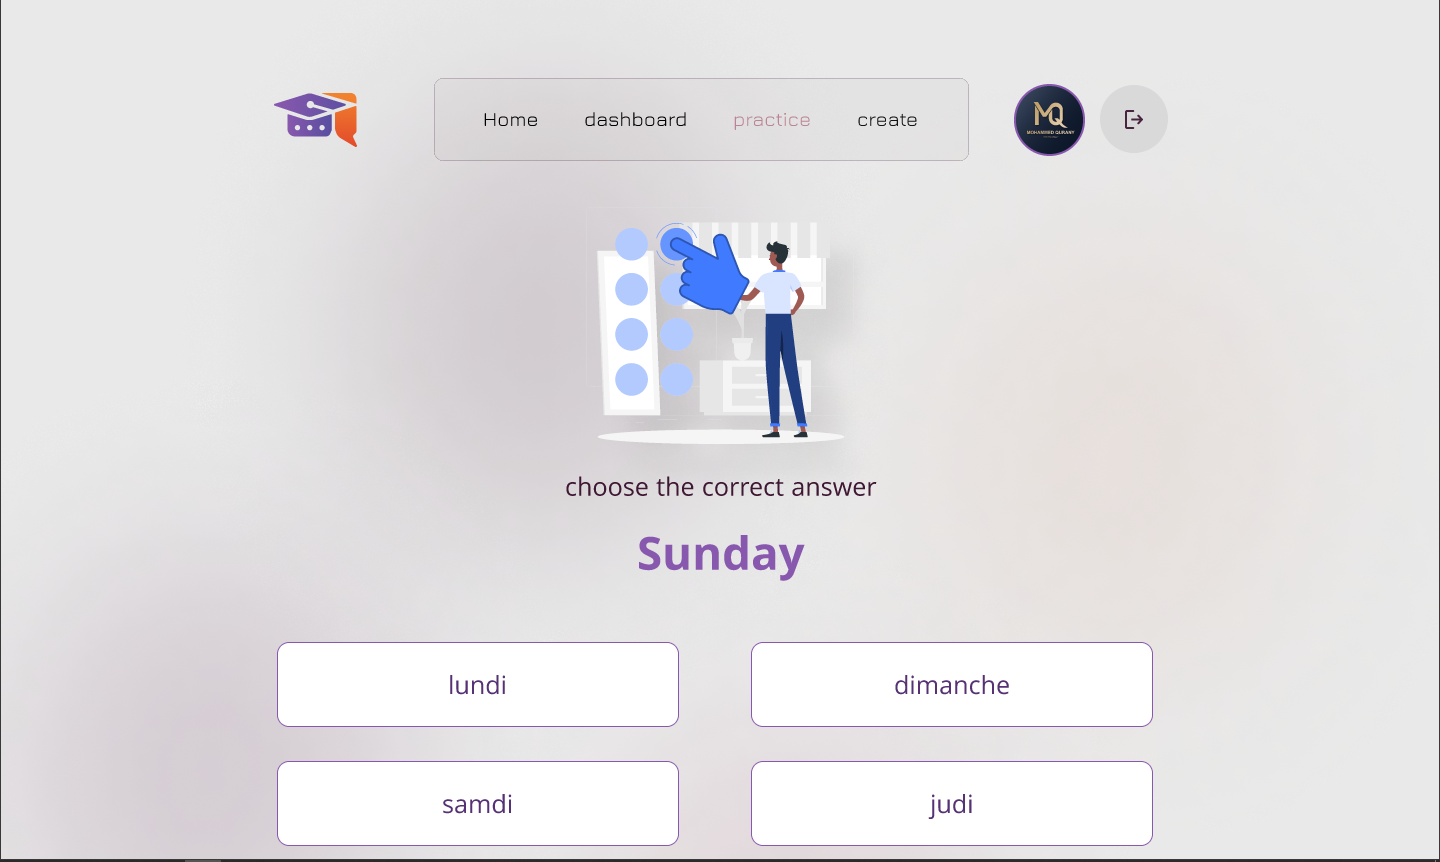 Home dashboard practice create
MQ
MOHAMMED QURANY
choose the correct answer
Sunday
lundi
dimanche
samdi
judi